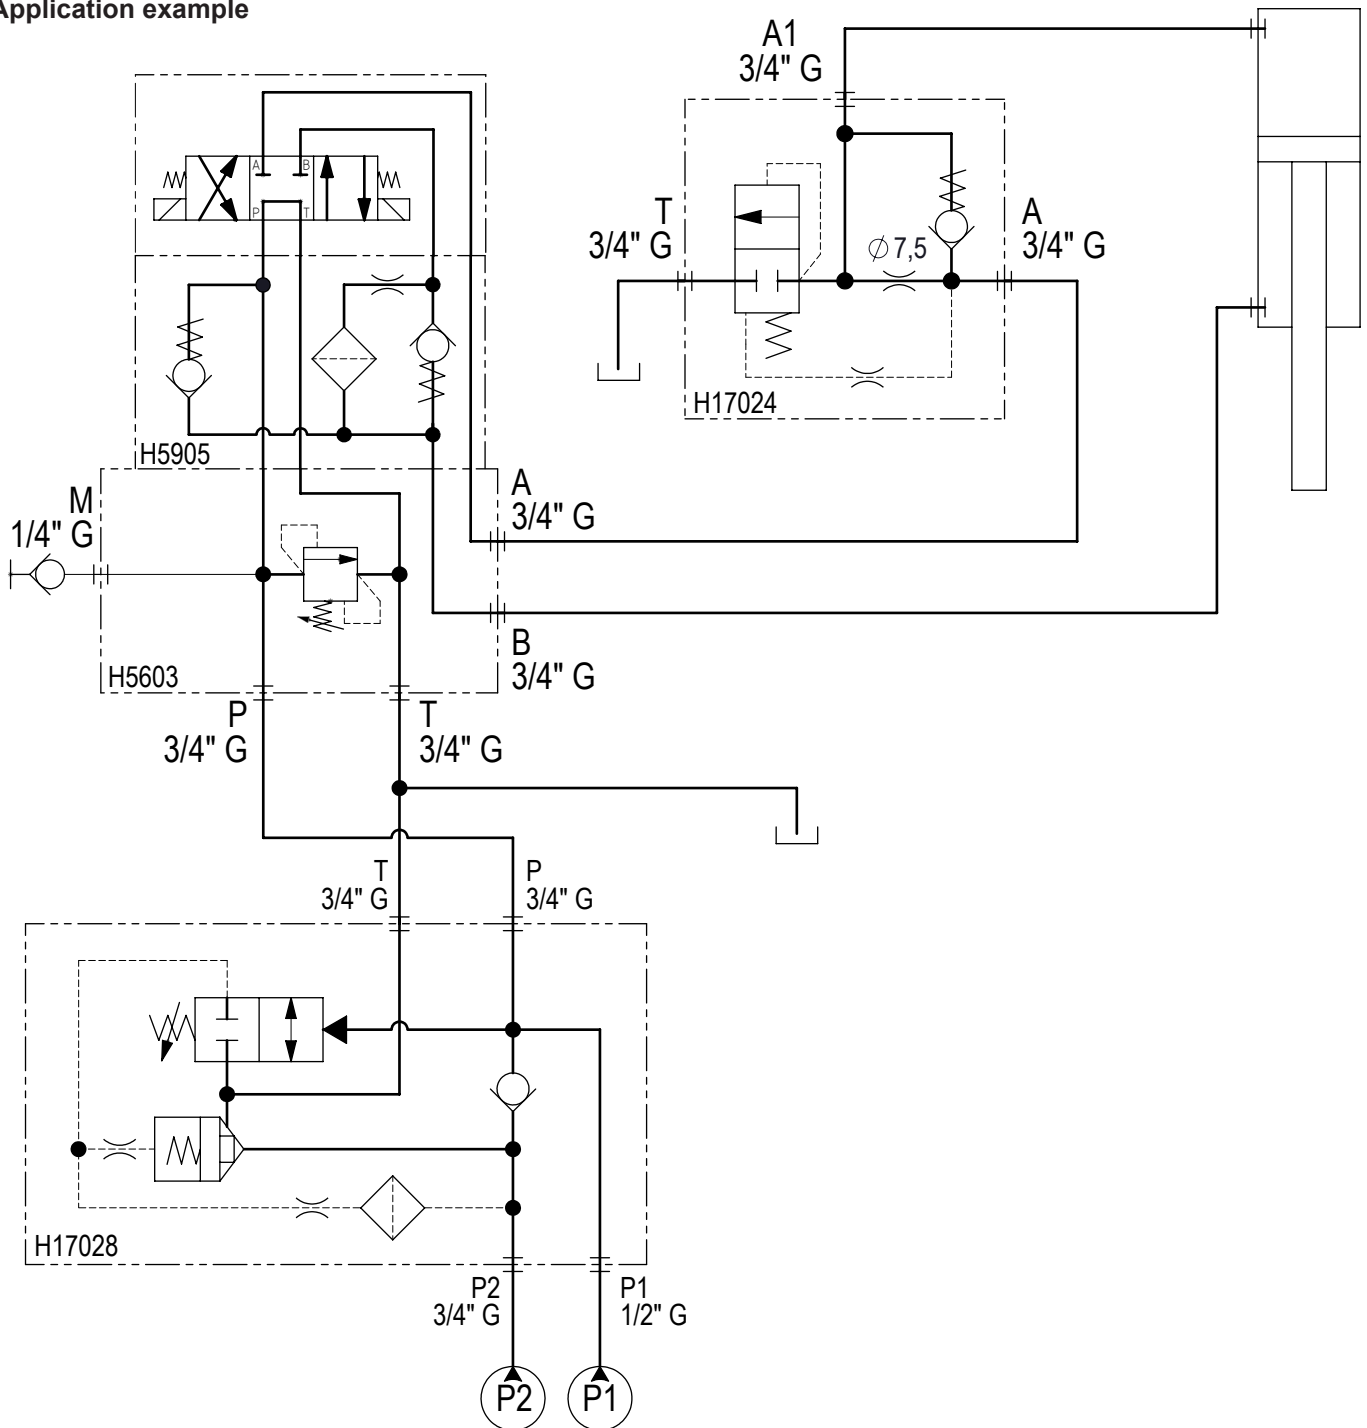 Application example
A1
3/4" G
A
B
P
T
T
3/4" G
Ø 7,5
A
3/4" G
H17024
H5905
M
1/4" G
A
3/4" G
B
3/4" G
H5603
P
3/4" G
T
3/4" G
T
3/4" G
P
3/4" G
H17028
P2
3/4" G
P1
1/2" G
P2
P1